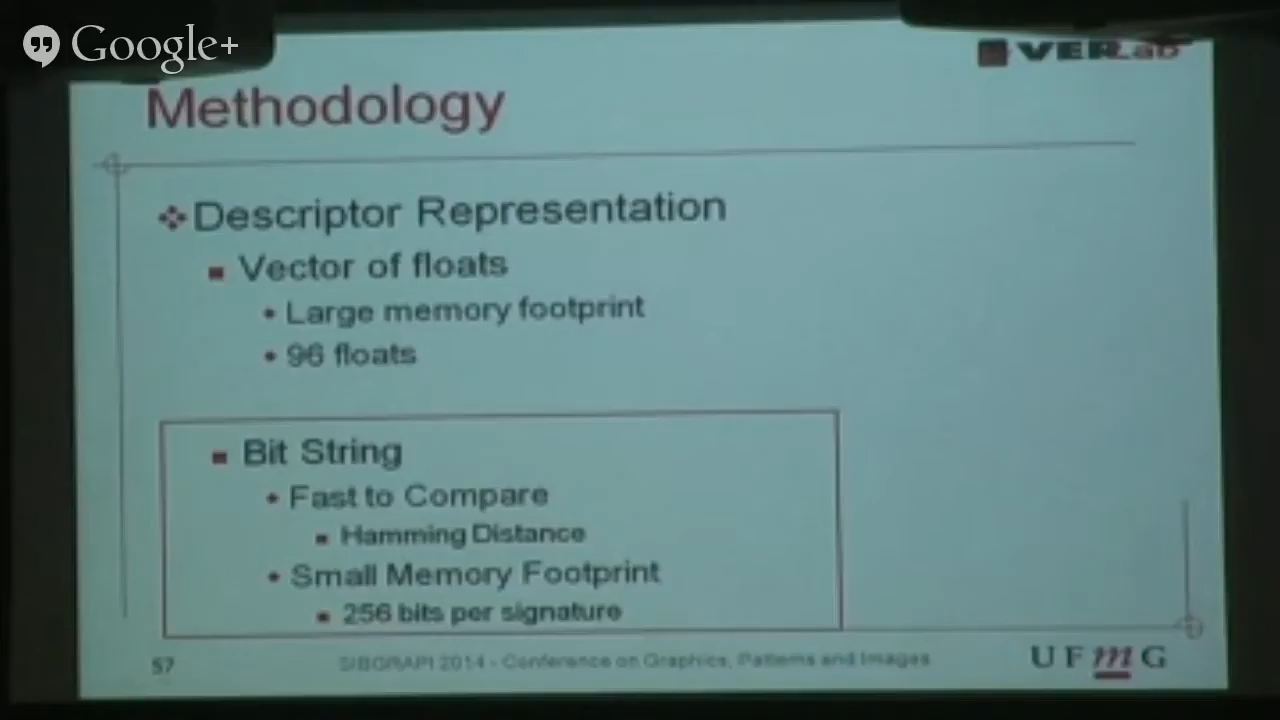 Google+
VERLab
Methodology
Descriptor Representation
Vector of floats
Large memory footprint
96 floats
Bit String
Fast to Compare
Hamming Distance
Small Memory Footprint
256 bits per signature
57
SIBGRAPI 2014 - Conference on Graphics, Patterns and Images
UFmG